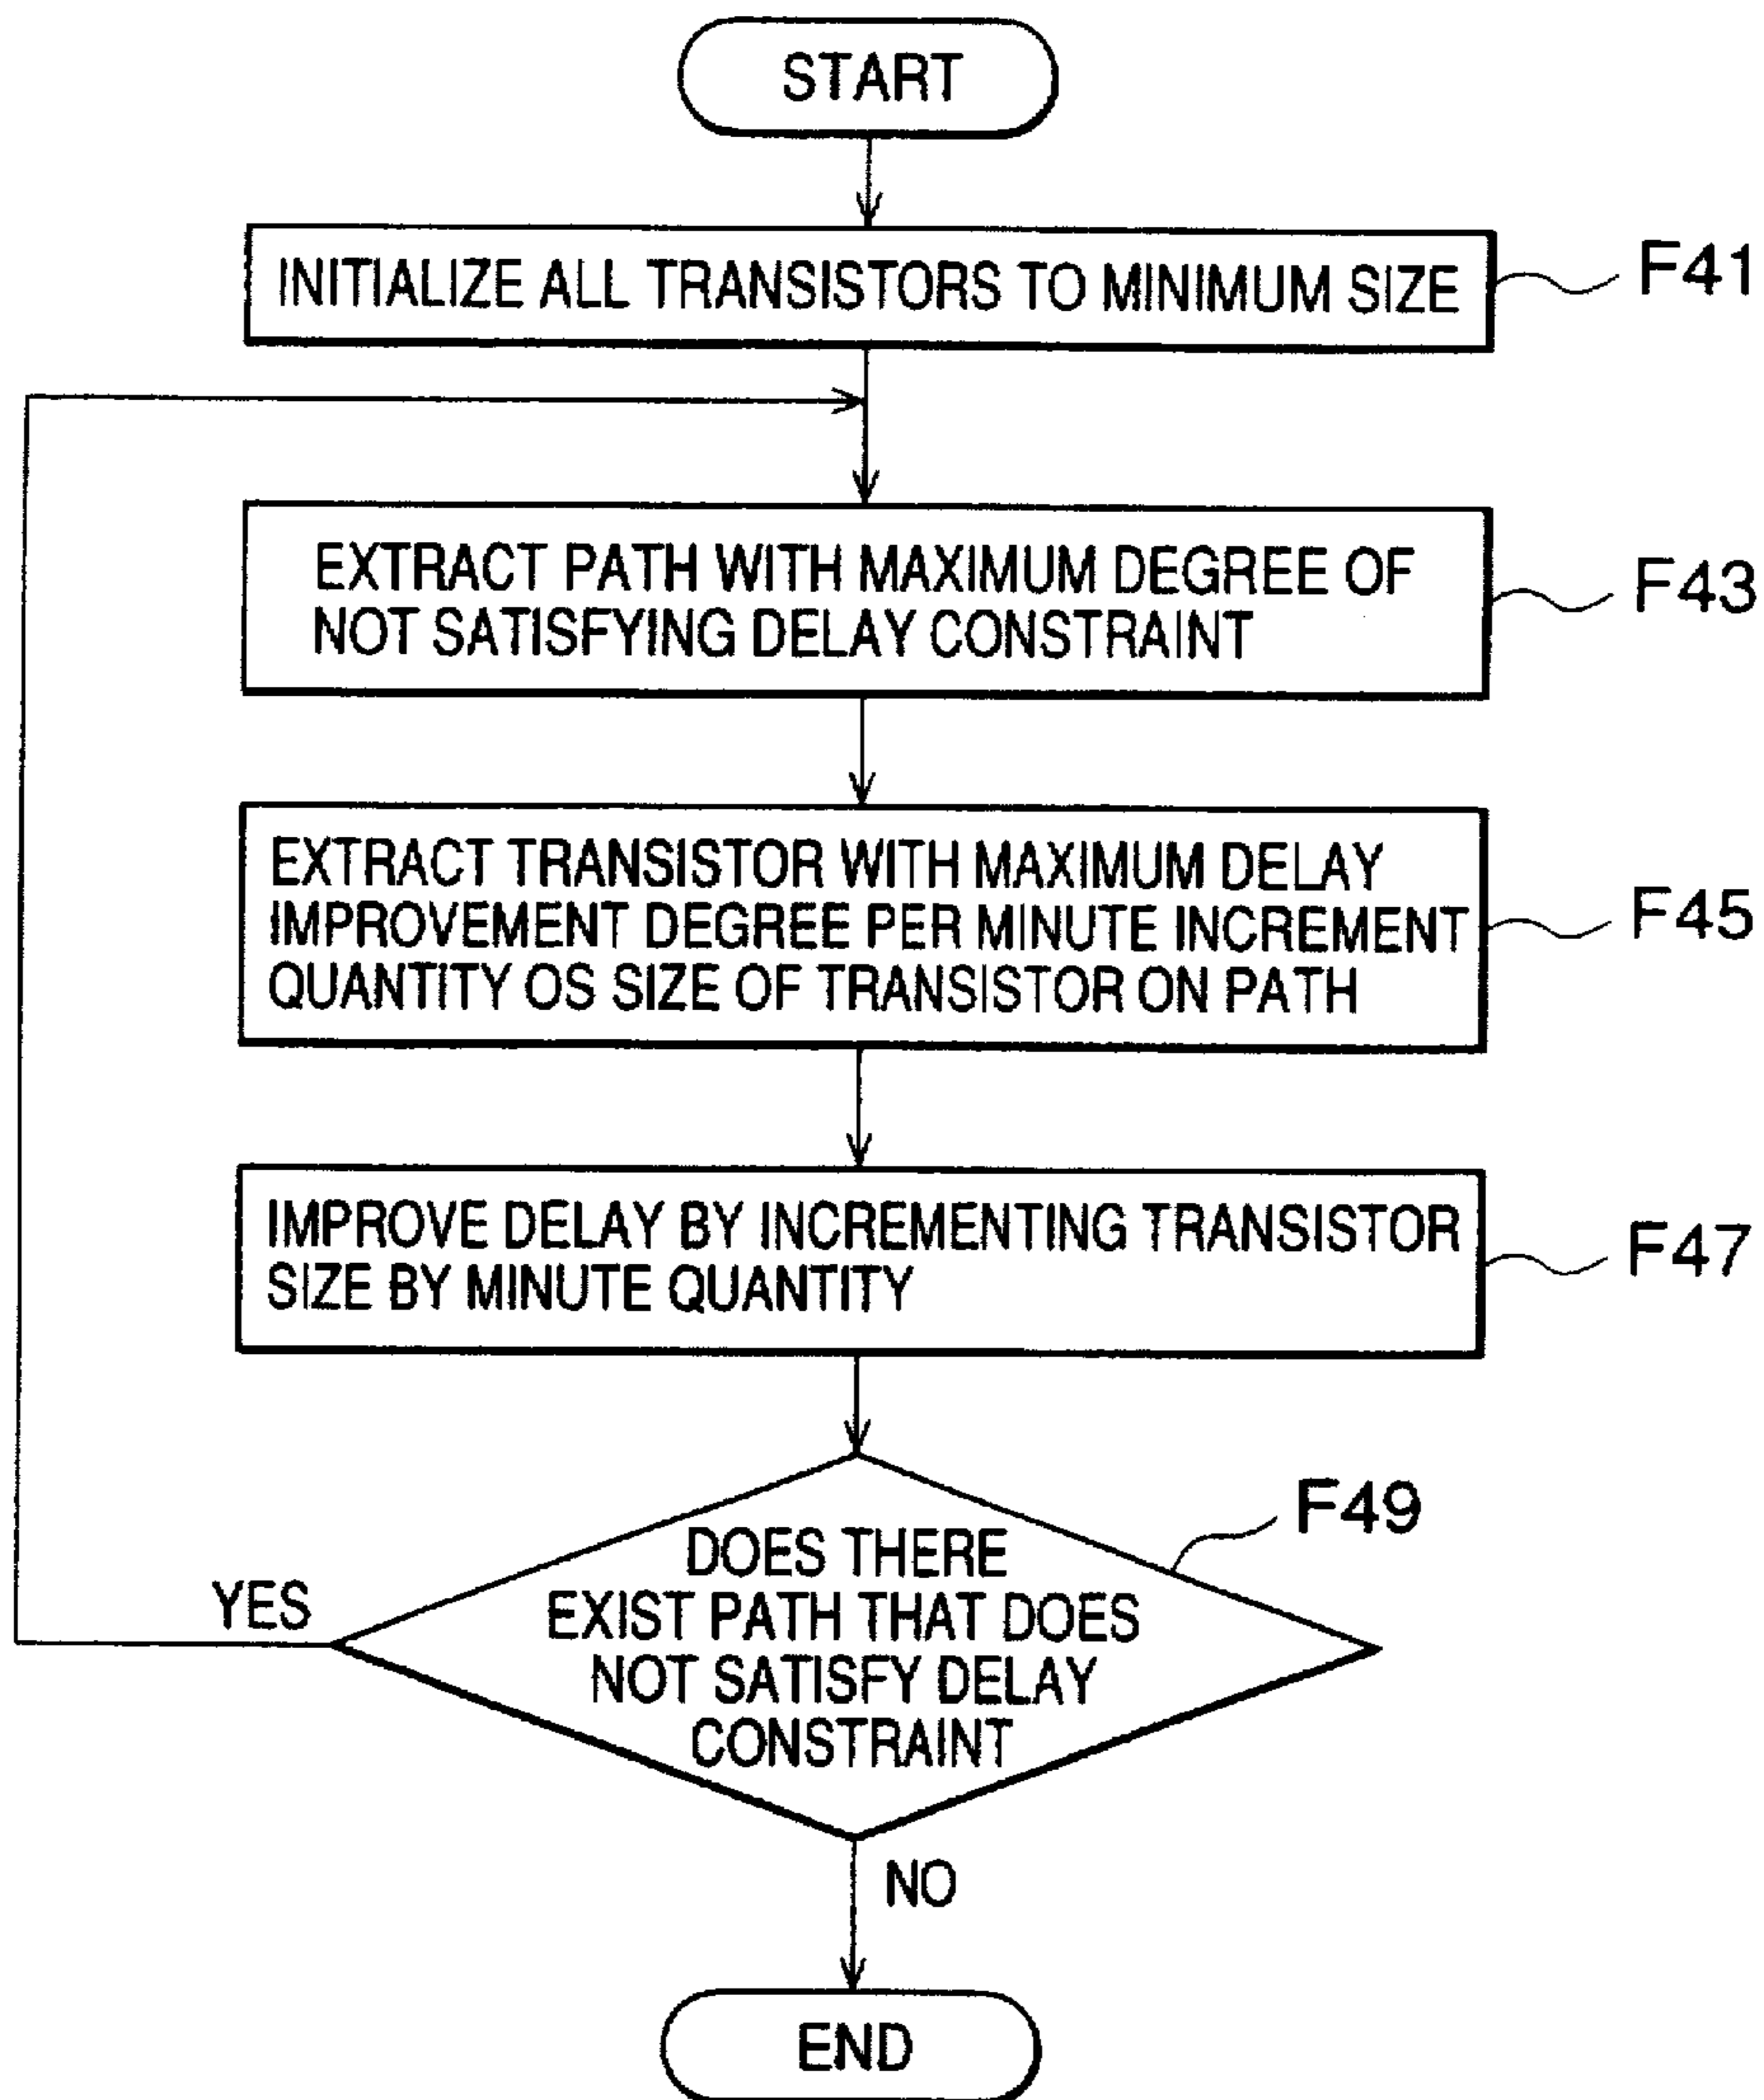 START
INITIALIZE ALL TRANSISTORS TO MINIMUM SIZE
F41
EXTRACT PATH WITH MAXIMUM DEGREE OF
NOT SATISFYING DELAY CONSTRAINT
F43
EXTRACT TRANSISTOR WITH MAXIMUM DELAY
IMPROVEMENT DEGREE PER MINUTE INCREMENT
QUANTITY OS SIZE OF TRANSISTOR ON PATH
F45
IMPROVE DELAY BY INCREMENTING TRANSISTOR
SIZE BY MINUTE QUANTITY
F47
F49
DOES THERE
EXIST PATH THAT DOES
NOT SATISFY DELAY
CONSTRAINT
YES
NO
END